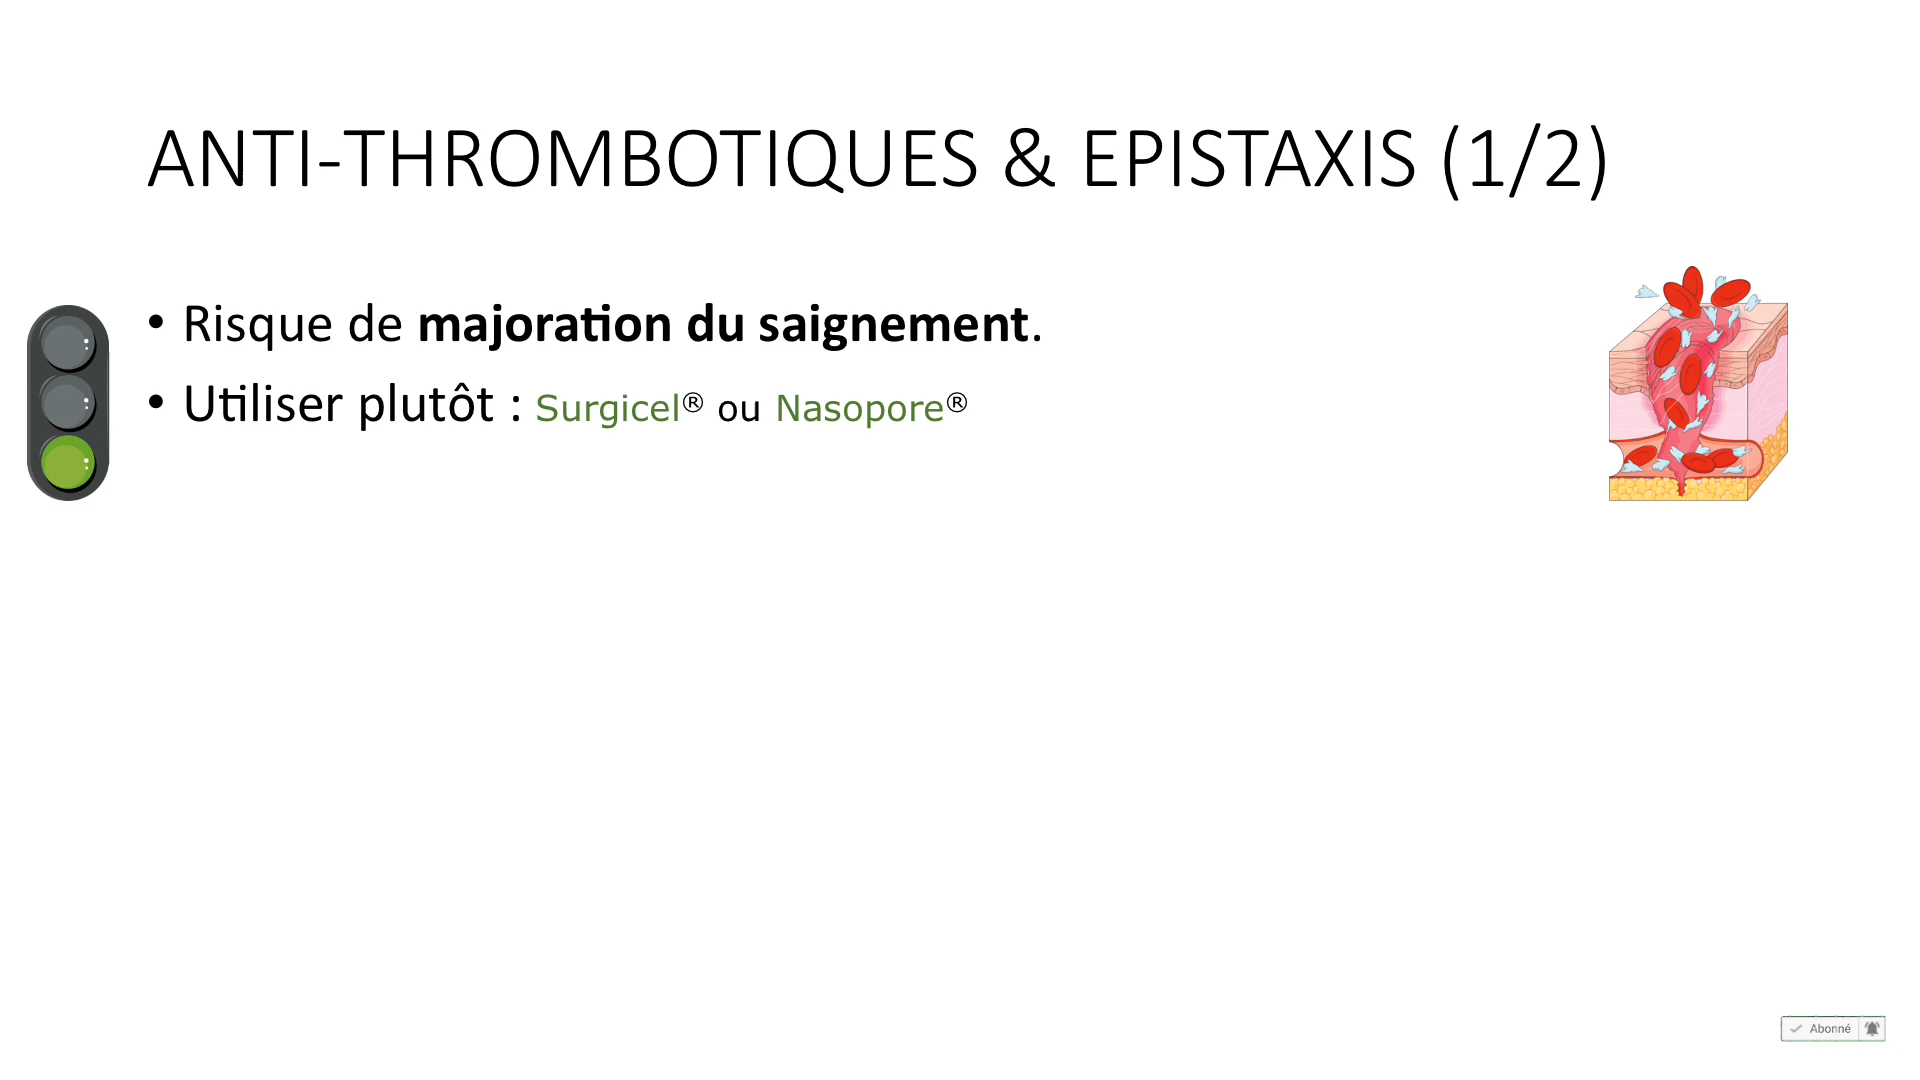 ANTI-THROMBOTIQUES & EPISTAXIS (1/2)
• Risque de majoration du saignement.
• Utiliser plutôt : Surgicel® ou Nasopore®
Abonné